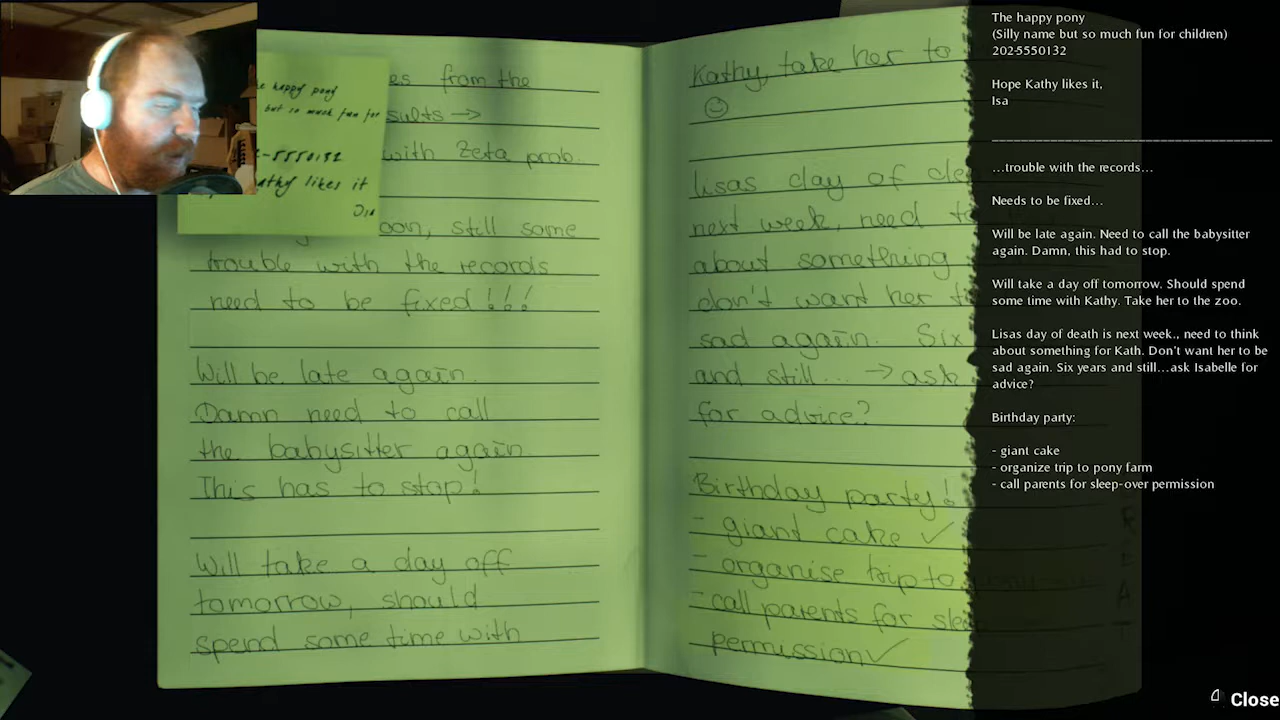 e happy pony
but so much fun for
-5550132
athy likes it
es from the
sults →
with Zeta prob.
oon, still some
trouble with the records
need to be fixed!!!
Will be late again.
Damn need to call
the babysitter again
This has to stop!
Will take a day off
tomorrow, should
spend some time with
Kathy, take her to
☺
lisas day of de
next week, need to
about something
don't want her t
sad again. Six
and still... → ask
for advice?
Birthday party!
- giant cake ✓
- organise trip to
- call parents for slee
permission ✓
The happy pony
(Silly name but so much fun for children)
2025550132
Hope Kathy likes it,
Isa
...trouble with the records...
Needs to be fixed...
Will be late again. Need to call the babysitter
again. Damn, this had to stop.
Will take a day off tomorrow. Should spend
some time with Kathy. Take her to the zoo.
Lisas day of death is next week., need to think
about something for Kath. Don't want her to be
sad again. Six years and still...ask Isabelle for
advice?
Birthday party:
- giant cake
- organize trip to pony farm
- call parents for sleep-over permission
Close